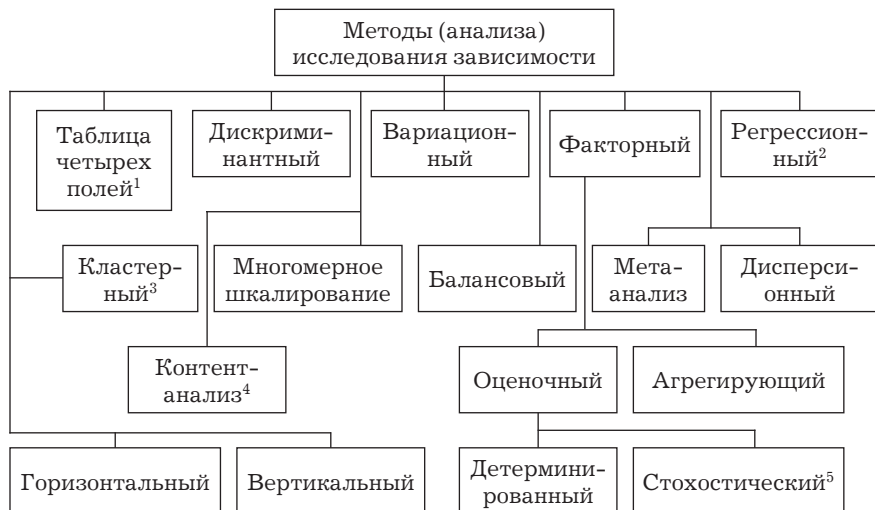 Методы (анализа)
исследования зависимости
Таблица
четырех
полей¹
Дискрими-
нантный
Вариацион-
ный
Факторный
Регрессион-
ный²
Кластер-
ный³
Многомерное
шкалирование
Балансовый
Мета-
анализ
Дисперси-
онный
Контент-
анализ⁴
Оценочный
Агрегирующий
Горизонтальный
Вертикальный
Детермини-
рованный
Стохостический⁵